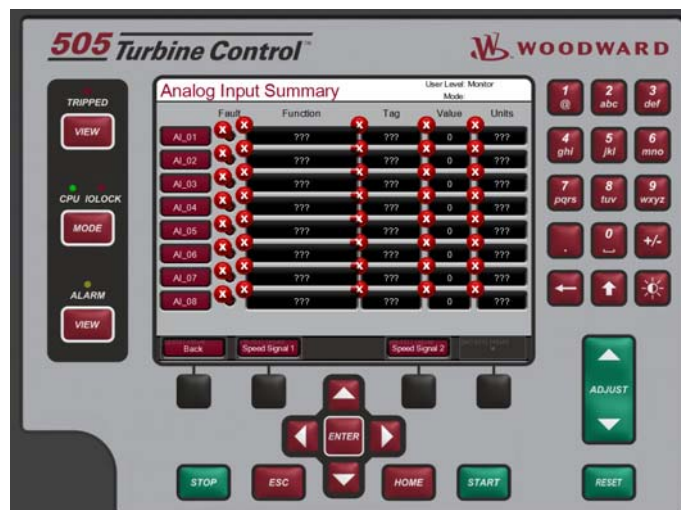 505 Turbine Control™
WOODWARD
TRIPPED
VIEW
CPU IOLOCK
MODE
ALARM
VIEW
Analog Input Summary
User Level: Monitor
Mode:
Fault Function Tag Value Units
AI_01 ??? ??? 0 ???
AI_02 ??? ??? 0 ???
AI_03 ??? ??? 0 ???
AI_04 ??? ??? 0 ???
AI_05 ??? ??? 0 ???
AI_06 ??? ??? 0 ???
AI_07 ??? ??? 0 ???
AI_08 ??? ??? 0 ???
Back Speed Signal 1 Speed Signal 2
1 @
2 abc
3 def
4 ghi
5 jkl
6 mno
7 pqrs
8 tuv
9 wxyz
.
0
+/-
ADJUST
ENTER
STOP
ESC
HOME
START
RESET